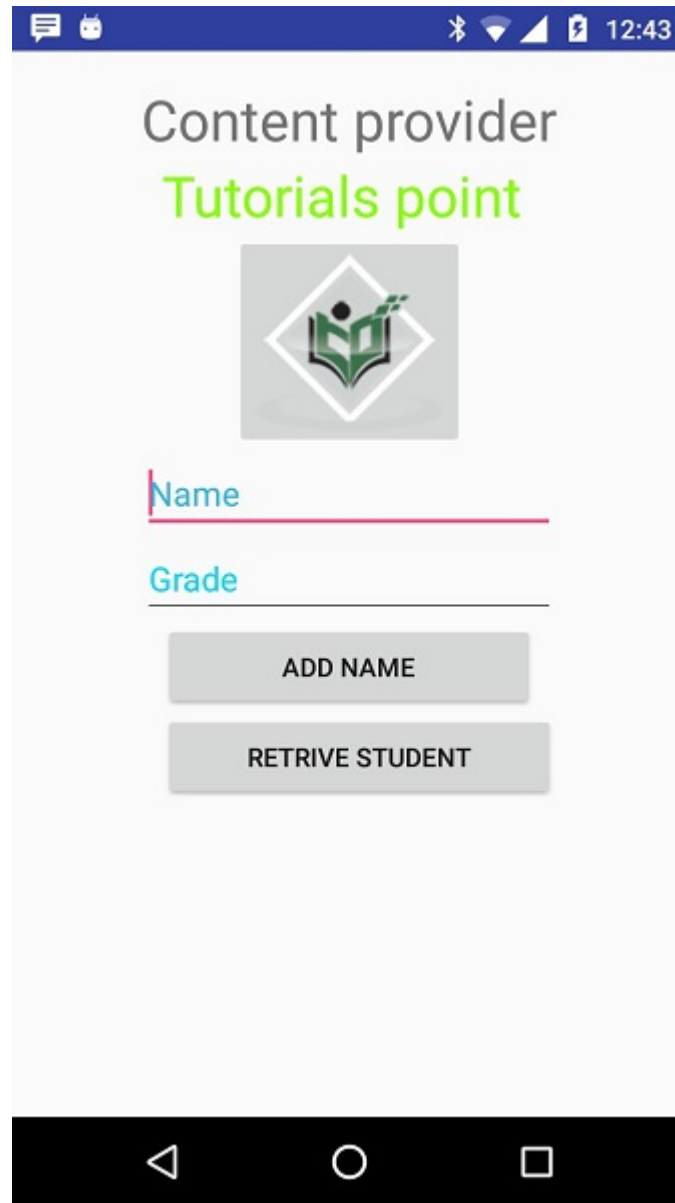 12:43
Content provider
Tutorials point
Name
Grade
ADD NAME
RETRIVE STUDENT